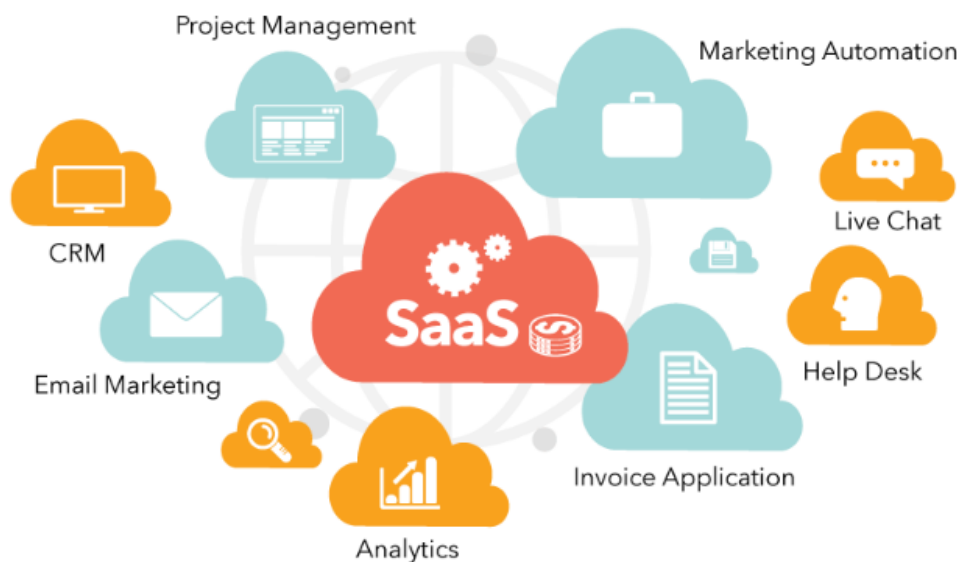 Project Management
Marketing Automation
CRM
Live Chat
SaaS
Email Marketing
Help Desk
Invoice Application
Analytics